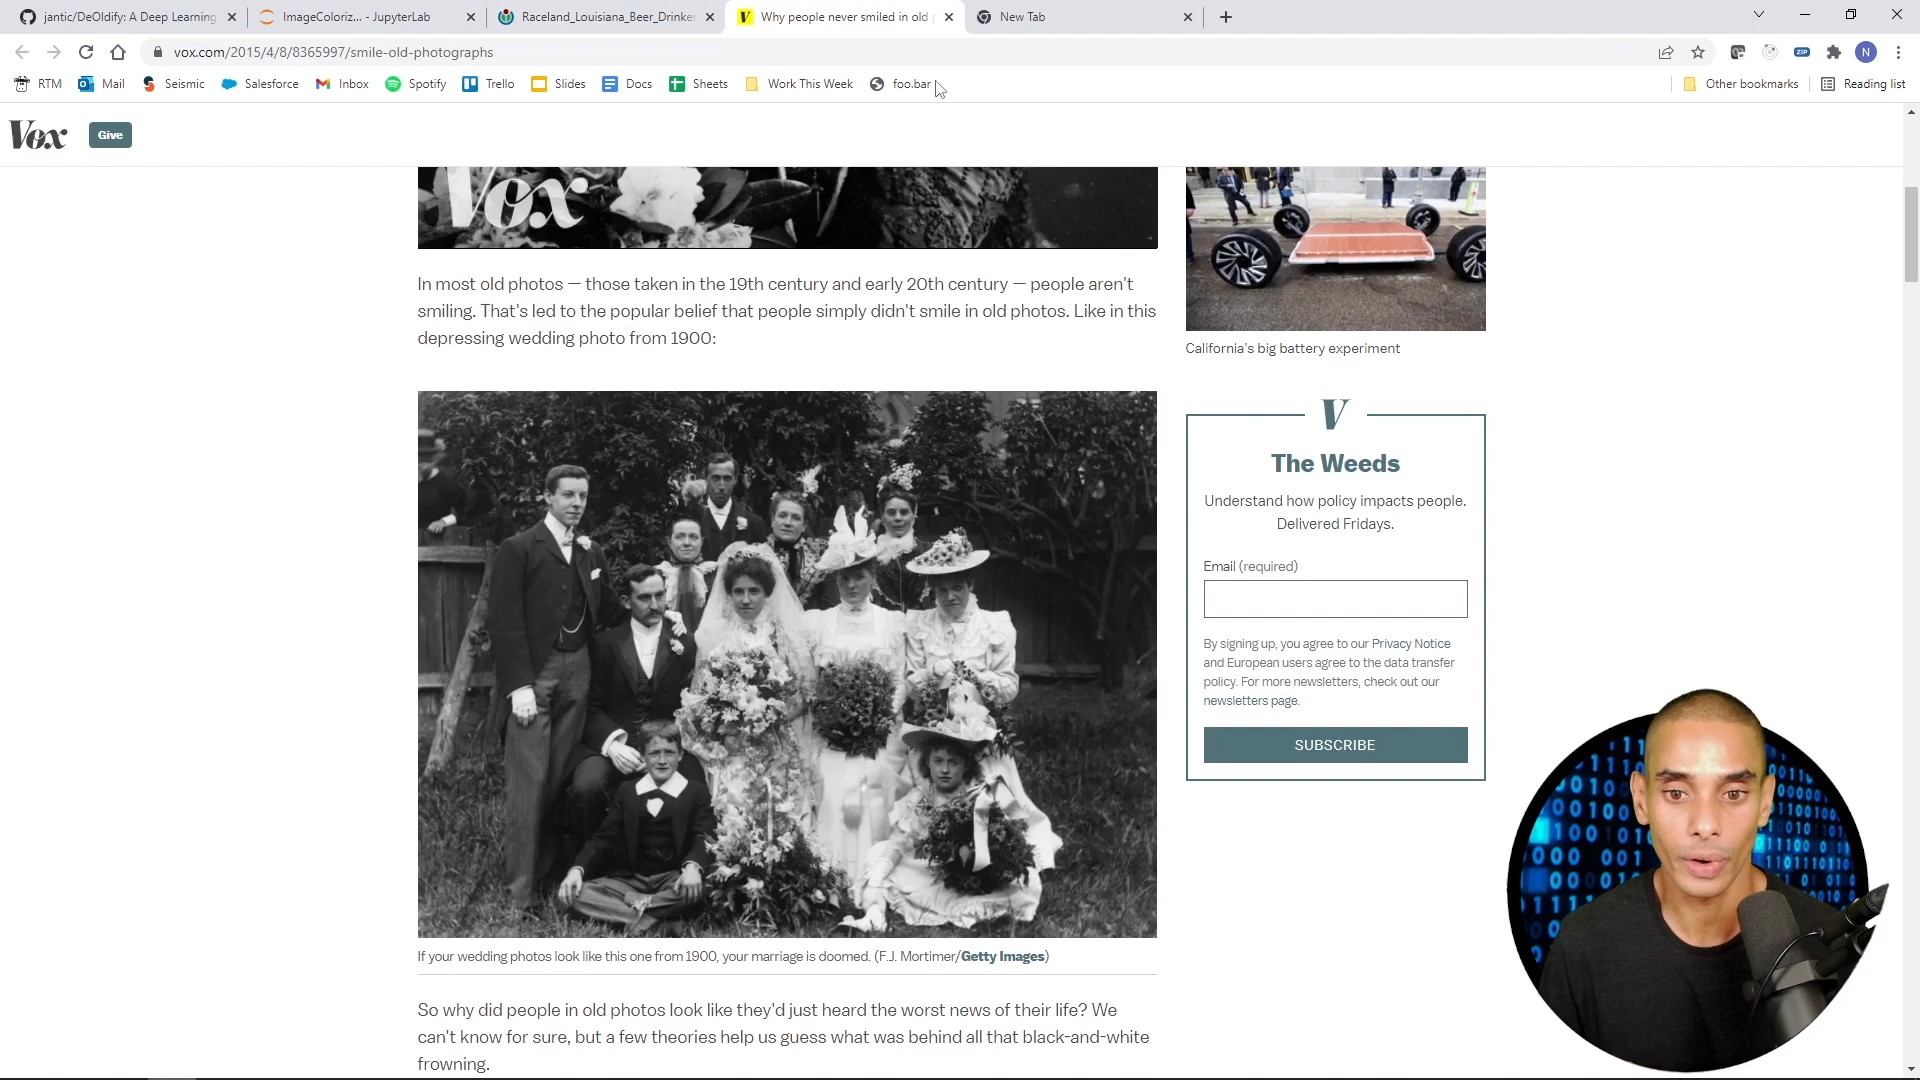 jantic/DeOldify: A Deep Learning
ImageColoriz... - JupyterLab
Raceland_Louisiana_Beer_Drinker
Why people never smiled in old p
New Tab
vox.com/2015/4/8/8365997/smile-old-photographs
ZIP
N
RTM
Mail
Seismic
Salesforce
Inbox
Spotify
Trello
Slides
Docs
Sheets
Work This Week
foo.bar
Other bookmarks
Reading list
Vox
Give
Vox
In most old photos — those taken in the 19th century and early 20th century — people aren't
smiling. That's led to the popular belief that people simply didn't smile in old photos. Like in this
depressing wedding photo from 1900:
California's big battery experiment
V
The Weeds
Understand how policy impacts people.
Delivered Fridays.
Email (required)
By signing up, you agree to our Privacy Notice
and European users agree to the data transfer
policy. For more newsletters, check out our
newsletters page.
SUBSCRIBE
If your wedding photos look like this one from 1900, your marriage is doomed. (F.J. Mortimer/Getty Images)
So why did people in old photos look like they'd just heard the worst news of their life? We
can't know for sure, but a few theories help us guess what was behind all that black-and-white
frowning.